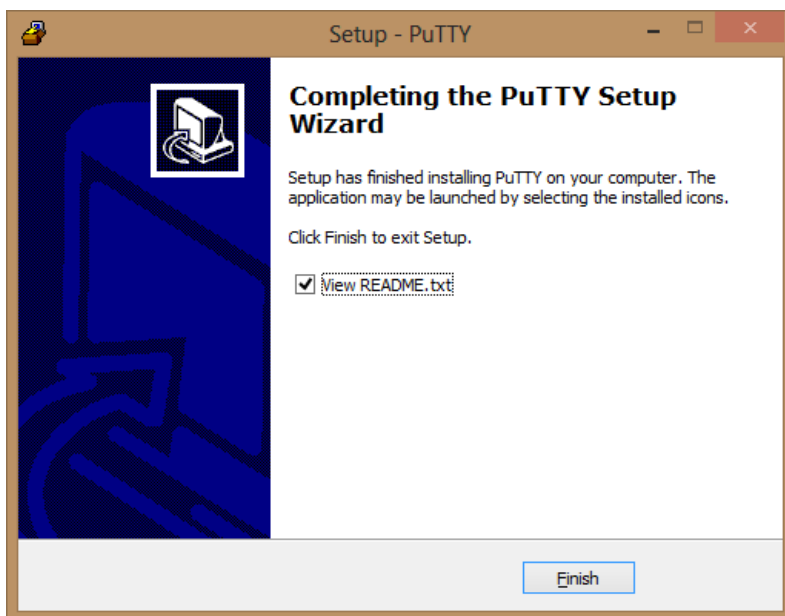 Setup - PuTTY
Completing the PuTTY Setup
Wizard
Setup has finished installing PuTTY on your computer. The
application may be launched by selecting the installed icons.
Click Finish to exit Setup.
View README.txt
Finish